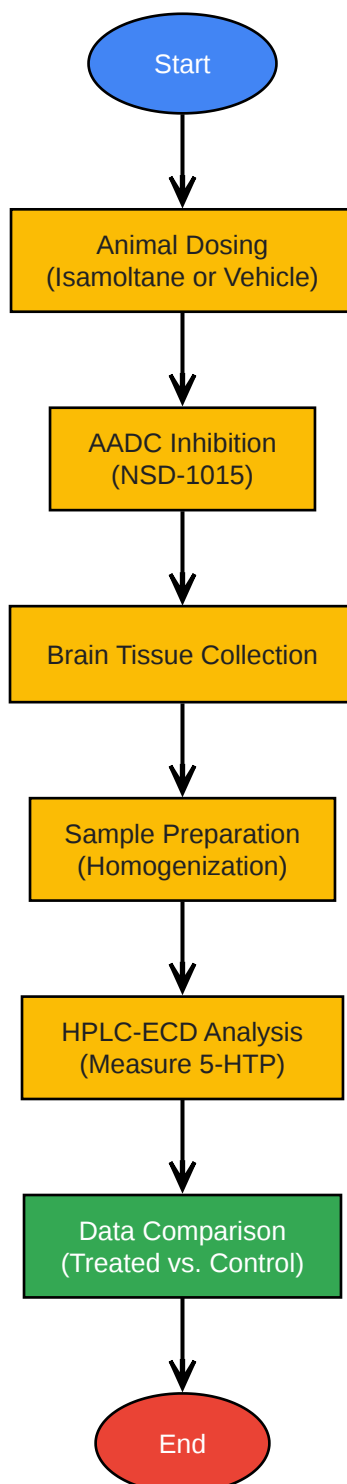 Start
Animal Dosing
(Isamoltane or Vehicle)
AADC Inhibition
(NSD-1015)
Brain Tissue Collection
Sample Preparation
(Homogenization)
HPLC-ECD Analysis
(Measure 5-HTP)
Data Comparison
(Treated vs. Control)
End